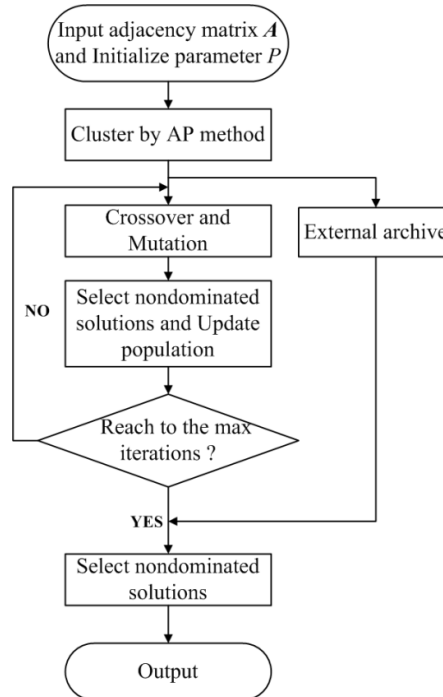 Input adjacency matrix A
and Initialize parameter P
Cluster by AP method
Crossover and
Mutation
External archive
Select nondominated
solutions and Update
population
NO
Reach to the max
iterations ?
YES
Select nondominated
solutions
Output